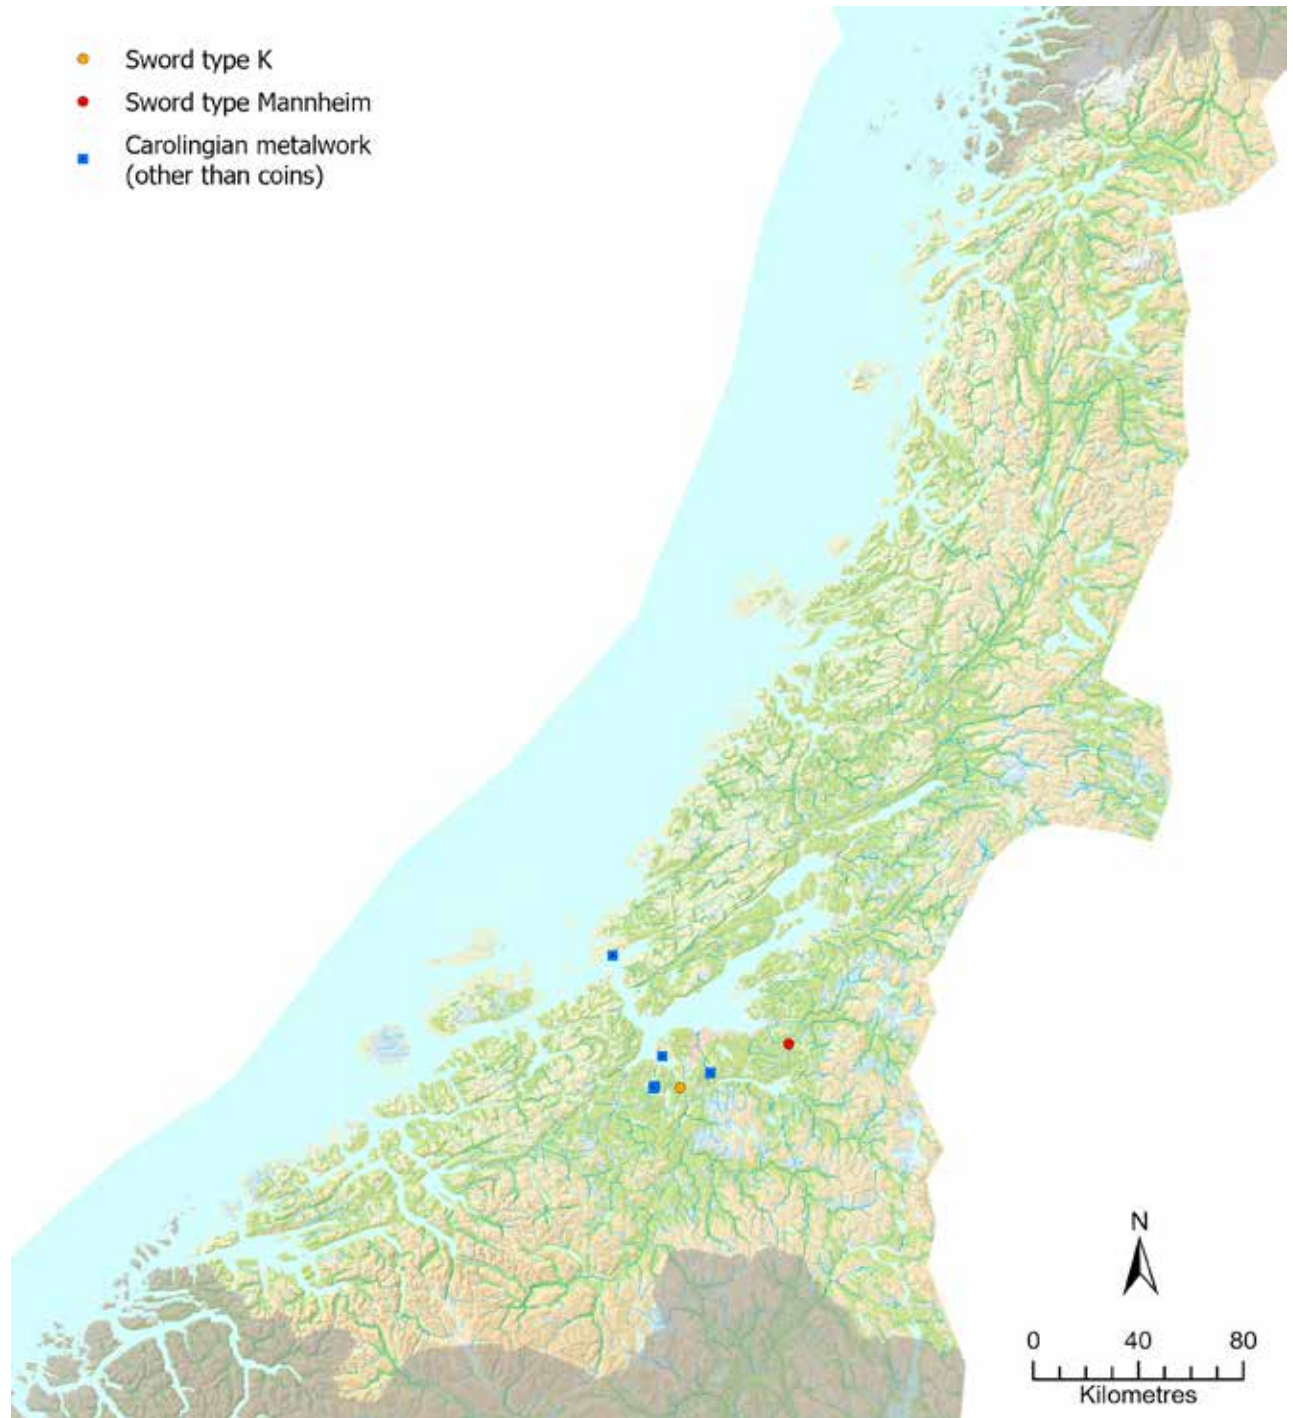 Sword type K
Sword type Mannheim
Carolingian metalwork
(other than coins)
N
0 40 80
Kilometres